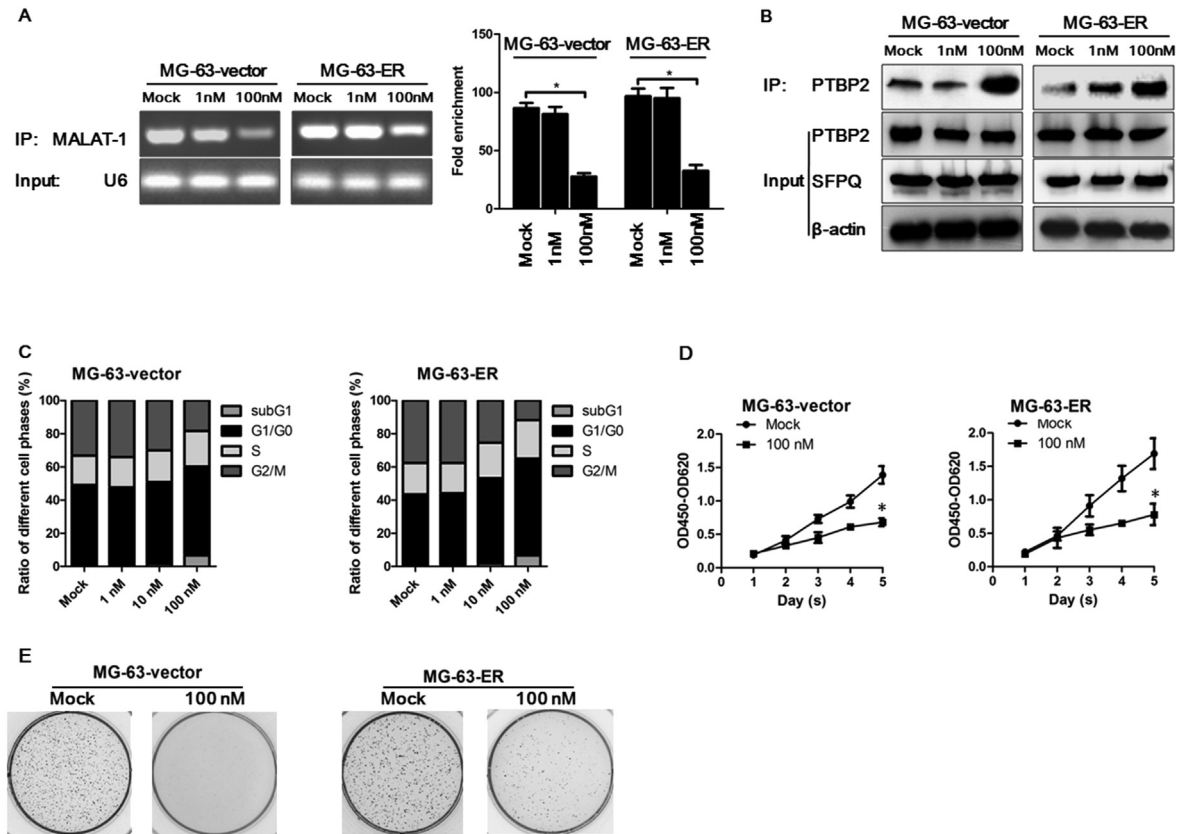 A
MG-63-vector MG-63-ER
Mock 1nM 100nM Mock 1nM 100nM
IP: MALAT-1
Input: U6
MG-63-vector MG-63-ER
* *
Fold enrichment
150
100
50
0
Mock 1nM 100nM Mock 1nM 100nM
B
MG-63-vector MG-63-ER
Mock 1nM 100nM Mock 1nM 100nM
IP: PTBP2
PTBP2
Input SFPQ
β-actin
C
MG-63-vector
Ratio of different cell phases (%)
100
80
60
40
20
0
Mock 1 nM 10 nM 100 nM
subG1
G1/G0
S
G2/M
MG-63-ER
Ratio of different cell phases (%)
100
80
60
40
20
0
Mock 1 nM 10 nM 100 nM
subG1
G1/G0
S
G2/M
D
MG-63-vector
Mock
100 nM
OD450-OD620
2.0
1.5
1.0
0.5
0.0
*
0 1 2 3 4 5
Day (s)
MG-63-ER
Mock
100 nM
OD450-OD620
2.0
1.5
1.0
0.5
0.0
*
0 1 2 3 4 5
Day (s)
E
MG-63-vector MG-63-ER
Mock 100 nM Mock 100 nM